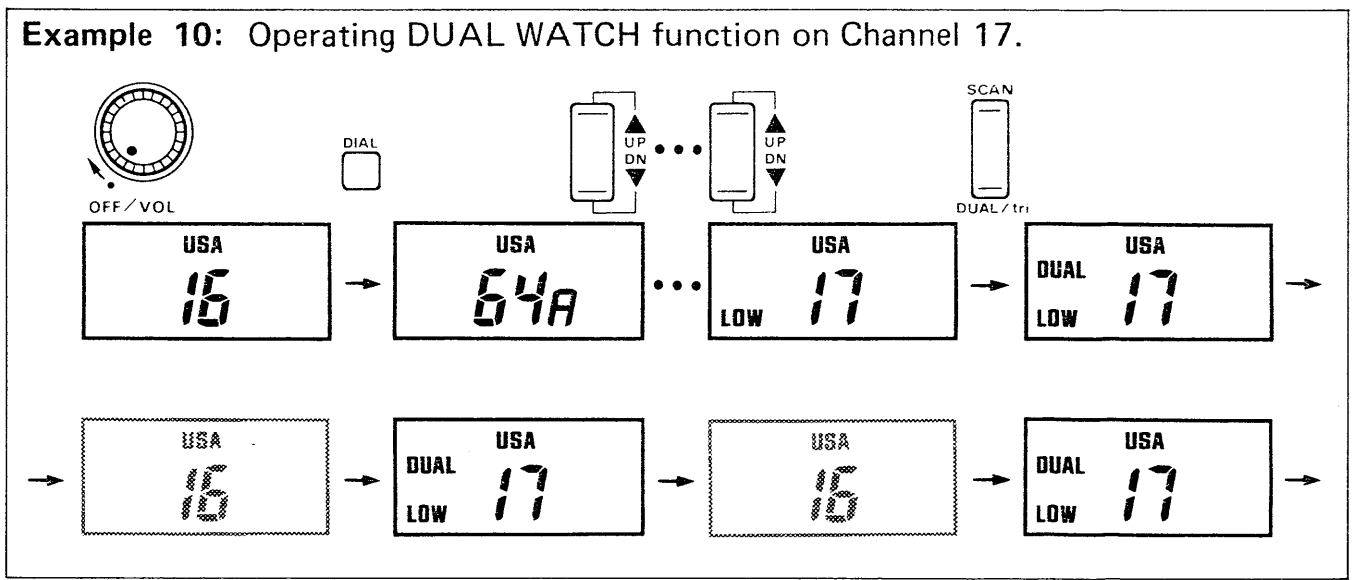 Example 10: Operating DUAL WATCH function on Channel 17.
SCAN
DIAL
UP
DN
UP
DN
OFF/VOL
DUAL/tri
USA
16
USA
64A
USA
LOW 17
USA
DUAL
LOW 17
USA
16
USA
DUAL
LOW 17
USA
16
USA
DUAL
LOW 17